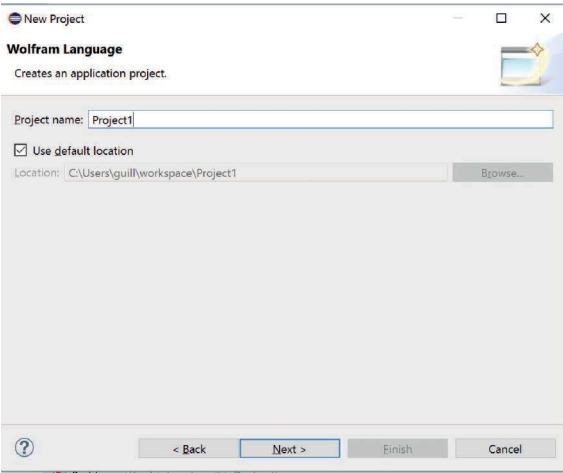 New Project
Wolfram Language
Creates an application project.
Project name: Project1
Use default location
Location: C:\Users\guill\workspace\Project1 Browse...
? < Back Next > Finish Cancel